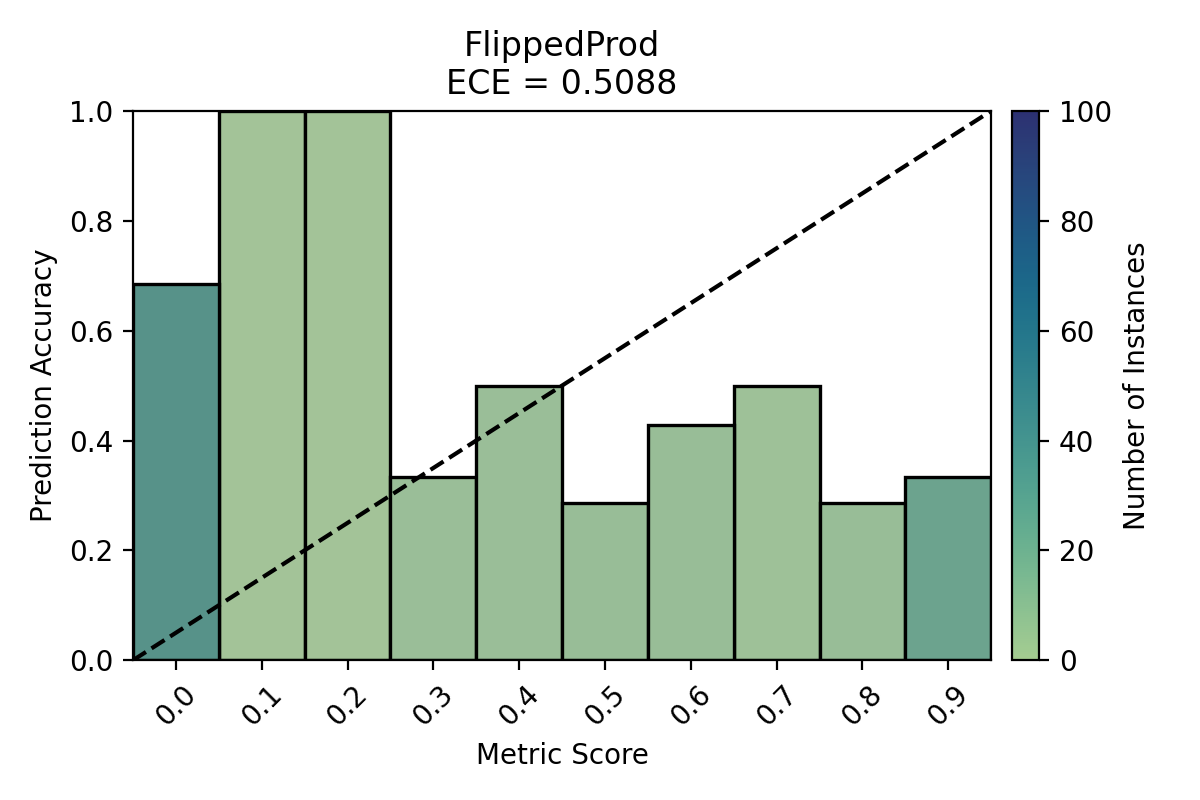 FlippedProd
ECE = 0.5088
Prediction Accuracy
1.0
0.8
0.6
0.4
0.2
0.0
0.0 0.1 0.2 0.3 0.4 0.5 0.6 0.7 0.8 0.9
Metric Score
100
80
60
40
20
0
Number of Instances